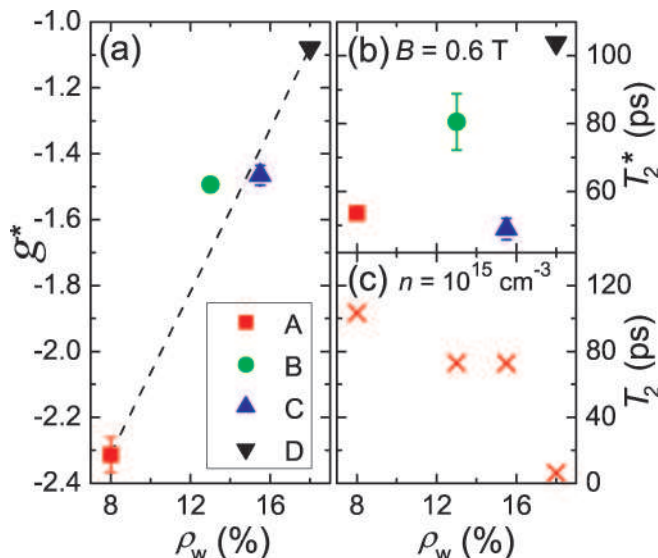 (a)
-1.0
-1.2
-1.4
-1.6
-1.8
-2.0
-2.2
-2.4
g*
8 12 16
ρw (%)
A
B
C
D
(b) B = 0.6 T
100
80
60
T2* (ps)
(c) n = 10¹⁵ cm⁻³
120
80
40
0
T2 (ps)
8 12 16
ρw (%)